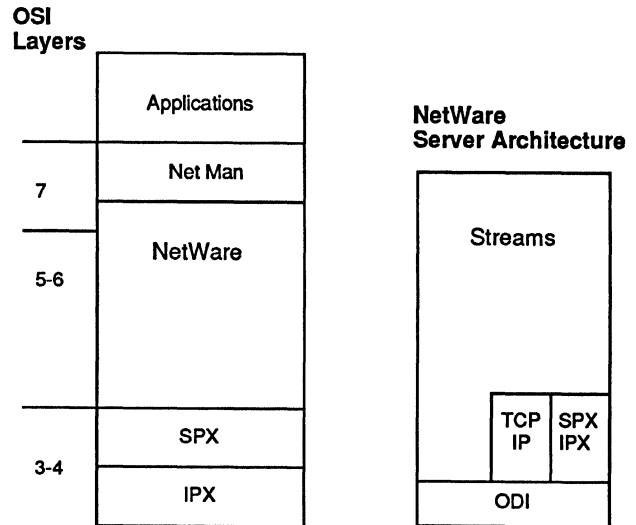 OSI
Layers
Applications
7
Net Man
5-6
NetWare
3-4
SPX
IPX
NetWare
Server Architecture
Streams
TCP
IP
SPX
IPX
ODI